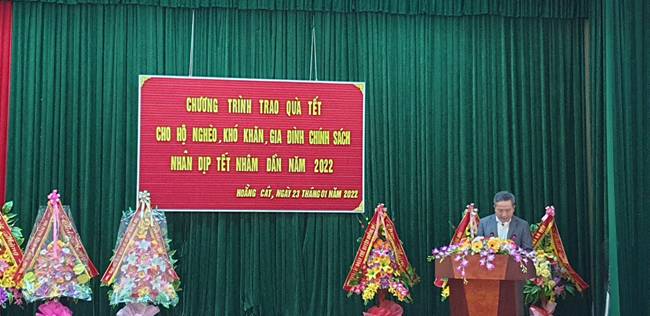 CHƯƠNG TRÌNH TRAO QUÀ TẾT
CHO HỘ NGHÈO, KHÓ KHĂN, GIA ĐÌNH CHÍNH SÁCH
NHÂN DỊP TẾT NHÂM DẦN NĂM 2022
HOẰNG CÁT, NGÀY 23 THÁNG 01 NĂM 2022